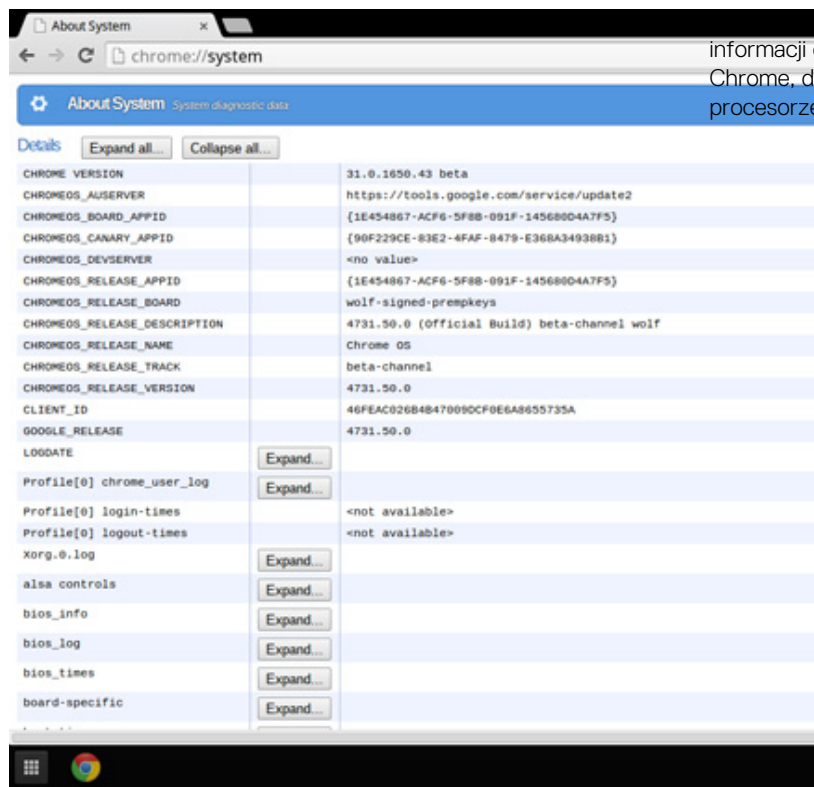 About System ×
chrome://system
informacji
Chrome, d
procesorze
About System System diagnostic data
Details Expand all... Collapse all...
CHROME VERSION 31.0.1650.43 beta
CHROMEOS_AUSERVER https://tools.google.com/service/update2
CHROMEOS_BOARD_APPID {1E454867-ACF6-5F8B-091F-145680D4A7F5}
CHROMEOS_CANARY_APPID {90F229CE-83E2-4FAF-8479-E368A34938B1}
CHROMEOS_DEVSERVER <no value>
CHROMEOS_RELEASE_APPID {1E454867-ACF6-5F8B-091F-145680D4A7F5}
CHROMEOS_RELEASE_BOARD wolf-signed-prempkeys
CHROMEOS_RELEASE_DESCRIPTION 4731.50.0 (Official Build) beta-channel wolf
CHROMEOS_RELEASE_NAME Chrome OS
CHROMEOS_RELEASE_TRACK beta-channel
CHROMEOS_RELEASE_VERSION 4731.50.0
CLIENT_ID 46FEAC026B4B47009DCF0E6A8655735A
GOOGLE_RELEASE 4731.50.0
LOGDATE Expand...
Profile[0] chrome_user_log Expand...
Profile[0] login-times <not available>
Profile[0] logout-times <not available>
Xorg.0.log Expand...
alsa controls Expand...
bios_info Expand...
bios_log Expand...
bios_times Expand...
board-specific Expand...